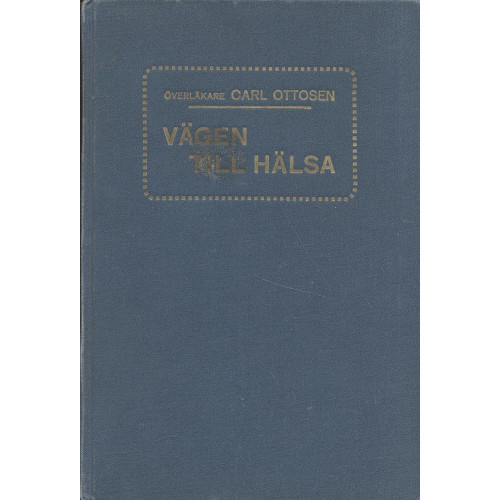 ÖVERLÄKARE CARL OTTOSEN
VÄGEN
TILL HÄLSA